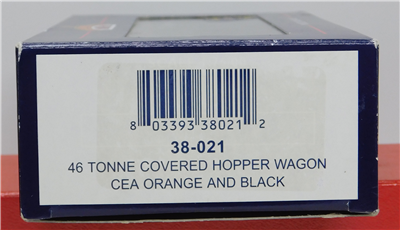 8 03393 38021 2
38-021
46 TONNE COVERED HOPPER WAGON
CEA ORANGE AND BLACK